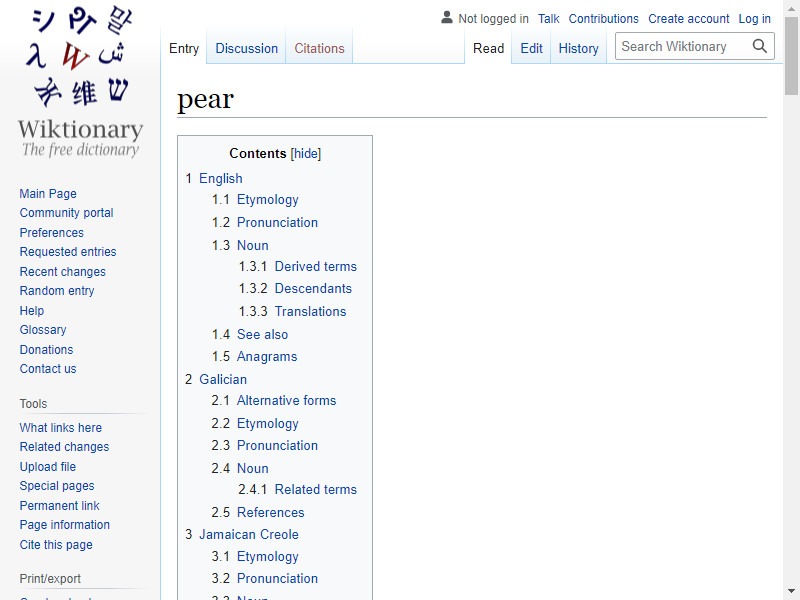 Not logged in Talk Contributions Create account Log in
Entry Discussion Citations Read Edit History Search Wiktionary
シ 말
λ W ش
维 ש
Wiktionary
The free dictionary
Main Page
Community portal
Preferences
Requested entries
Recent changes
Random entry
Help
Glossary
Donations
Contact us
Tools
What links here
Related changes
Upload file
Special pages
Permanent link
Page information
Cite this page
Print/export
pear
Contents [hide]
1 English
1.1 Etymology
1.2 Pronunciation
1.3 Noun
1.3.1 Derived terms
1.3.2 Descendants
1.3.3 Translations
1.4 See also
1.5 Anagrams
2 Galician
2.1 Alternative forms
2.2 Etymology
2.3 Pronunciation
2.4 Noun
2.4.1 Related terms
2.5 References
3 Jamaican Creole
3.1 Etymology
3.2 Pronunciation